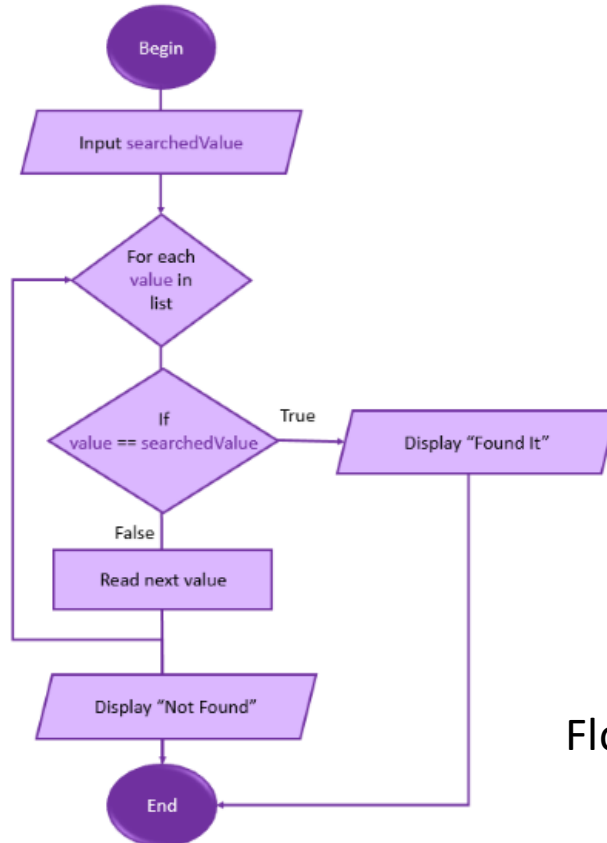 Begin
Input searchedValue
For each
value in
list
If
value == searchedValue
True
Display “Found It”
False
Read next value
Display “Not Found”
Flo
End